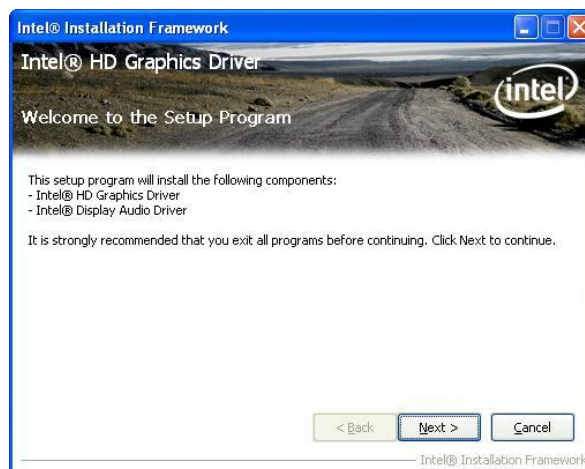 Intel® Installation Framework
Intel® HD Graphics Driver
intel
Welcome to the Setup Program
This setup program will install the following components:
- Intel® HD Graphics Driver
- Intel® Display Audio Driver
It is strongly recommended that you exit all programs before continuing. Click Next to continue.
< Back Next > Cancel
Intel® Installation Framework